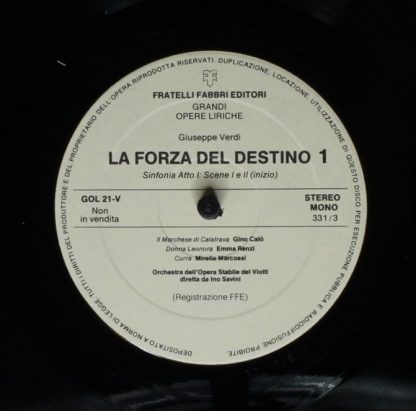 DEPOSITATO A NORMA DI LEGGE. TUTTI I DIRITTI DEL PRODUTTORE E DEL PROPRIETARIO DELL'OPERA RIPRODOTTA RISERVATI. DUPLICAZIONE, LOCAZIONE, UTILIZZAZIONE DI QUESTO DISCO PER ESECUZIONE PUBBLICA E RADIODIFFUSIONE PROIBITE
FRATELLI FABBRI EDITORI
GRANDI
OPERE LIRICHE
Giuseppe Verdi
LA FORZA DEL DESTINO 1
Sinfonia Atto I: Scene I e II (inizio)
GOL 21-V
Non
in vendita
STEREO
MONO
331/3
Il Marchese di Calatrava Gino Calò
Donna Leonora Emma Renzi
Curra Mirella Marcossi
Orchestra dell'Opera Stabile del Viotti
diretta da Ino Savini
(Registrazione FFE)